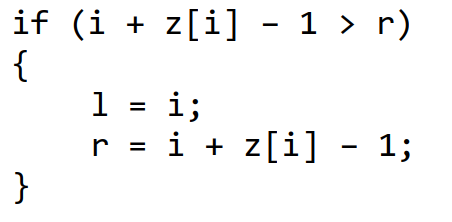 if (i + z[i] - 1 > r)
{
    l = i;
    r = i + z[i] - 1;
}